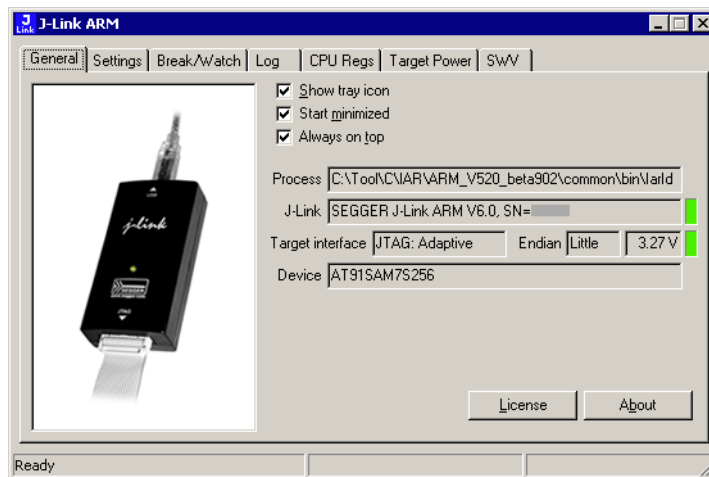 J-Link ARM
General Settings Break/Watch Log CPU Regs Target Power SWV
Show tray icon
Start minimized
Always on top
Process C:\Tool\C\IAR\ARM_V520_beta902\common\bin\Iarld
J-Link SEGGER J-Link ARM V6.0, SN=
Target interface JTAG: Adaptive Endian Little 3.27 V
Device AT91SAM7S256
j-link
SEGGER
JTAG
License About
Ready